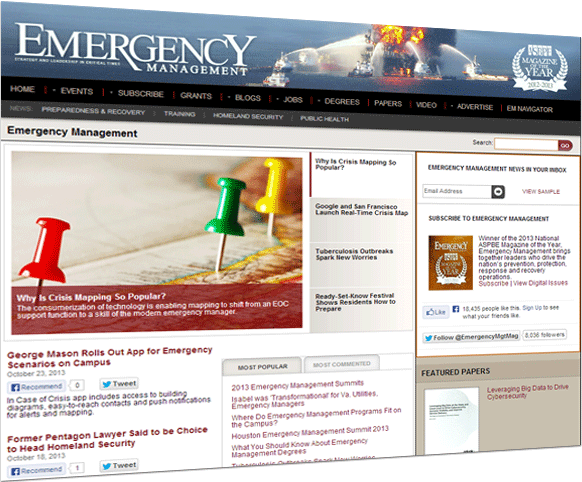 EMERGENCY
STRATEGY AND LEADERSHIP IN CRITICAL TIMES
MANAGEMENT
MAGAZINE
OF THE
YEAR
2012-2013
HOME EVENTS SUBSCRIBE GRANTS BLOGS JOBS DEGREES PAPERS VIDEO ADVERTISE EM NAVIGATOR
NEWS: PREPAREDNESS & RECOVERY TRAINING HOMELAND SECURITY PUBLIC HEALTH
Emergency Management
Search: GO
Why Is Crisis Mapping So Popular?
The consumerization of technology is enabling mapping to shift from an EOC
support function to a skill of the modern emergency manager.
Why Is Crisis Mapping So
Popular?
Google and San Francisco
Launch Real-Time Crisis Map
Tuberculosis Outbreaks
Spark New Worries
Ready-Set-Know Festival
Shows Residents How to
Prepare
EMERGENCY MANAGEMENT NEWS IN YOUR INBOX
Email Address VIEW SAMPLE
SUBSCRIBE TO EMERGENCY MANAGEMENT
EMERGENCY
MAGAZINE
YEAR
Winner of the 2013 National
ASPBE Magazine of the Year,
Emergency Management brings
together leaders who drive the
nation's prevention, protection,
response and recovery
operations.
Subscribe | View Digital Issues
Like 18,435 people like this. Sign Up to see
what your friends like.
Follow @EmergencyMgtMag 8,036 followers
George Mason Rolls Out App for Emergency
Scenarios on Campus
October 23, 2013
Recommend 0 Tweet
In Case of Crisis app includes access to building
diagrams, easy-to-reach contacts and push notifications
for alerts and mapping.
Former Pentagon Lawyer Said to be Choice
to Head Homeland Security
October 18, 2013
Recommend 1 Tweet
MOST POPULAR MOST COMMENTED
2013 Emergency Management Summits
Isabel was 'Transformational' for Va. Utilities,
Emergency Managers
Where Do Emergency Management Programs Fit on
the Campus?
Houston Emergency Management Summit 2013
What You Should Know About Emergency
Management Degrees
Tuberculosis Outbreaks Spark New Worries
FEATURED PAPERS
Leveraging Big Data to Drive
Cybersecurity